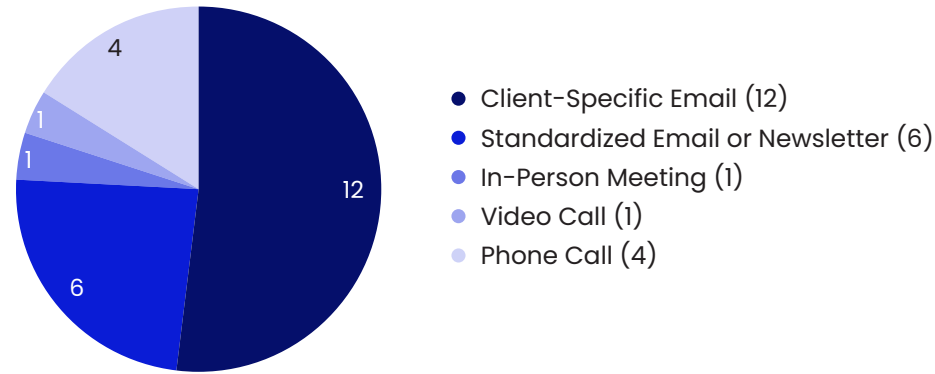 4
1
1
12
6
Client-Specific Email (12)
Standardized Email or Newsletter (6)
In-Person Meeting (1)
Video Call (1)
Phone Call (4)